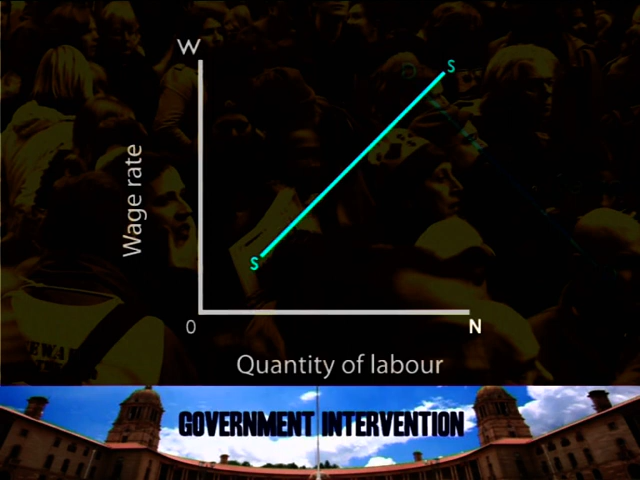 W
S
Wage rate
S
0
N
Quantity of labour
GOVERNMENT INTERVENTION